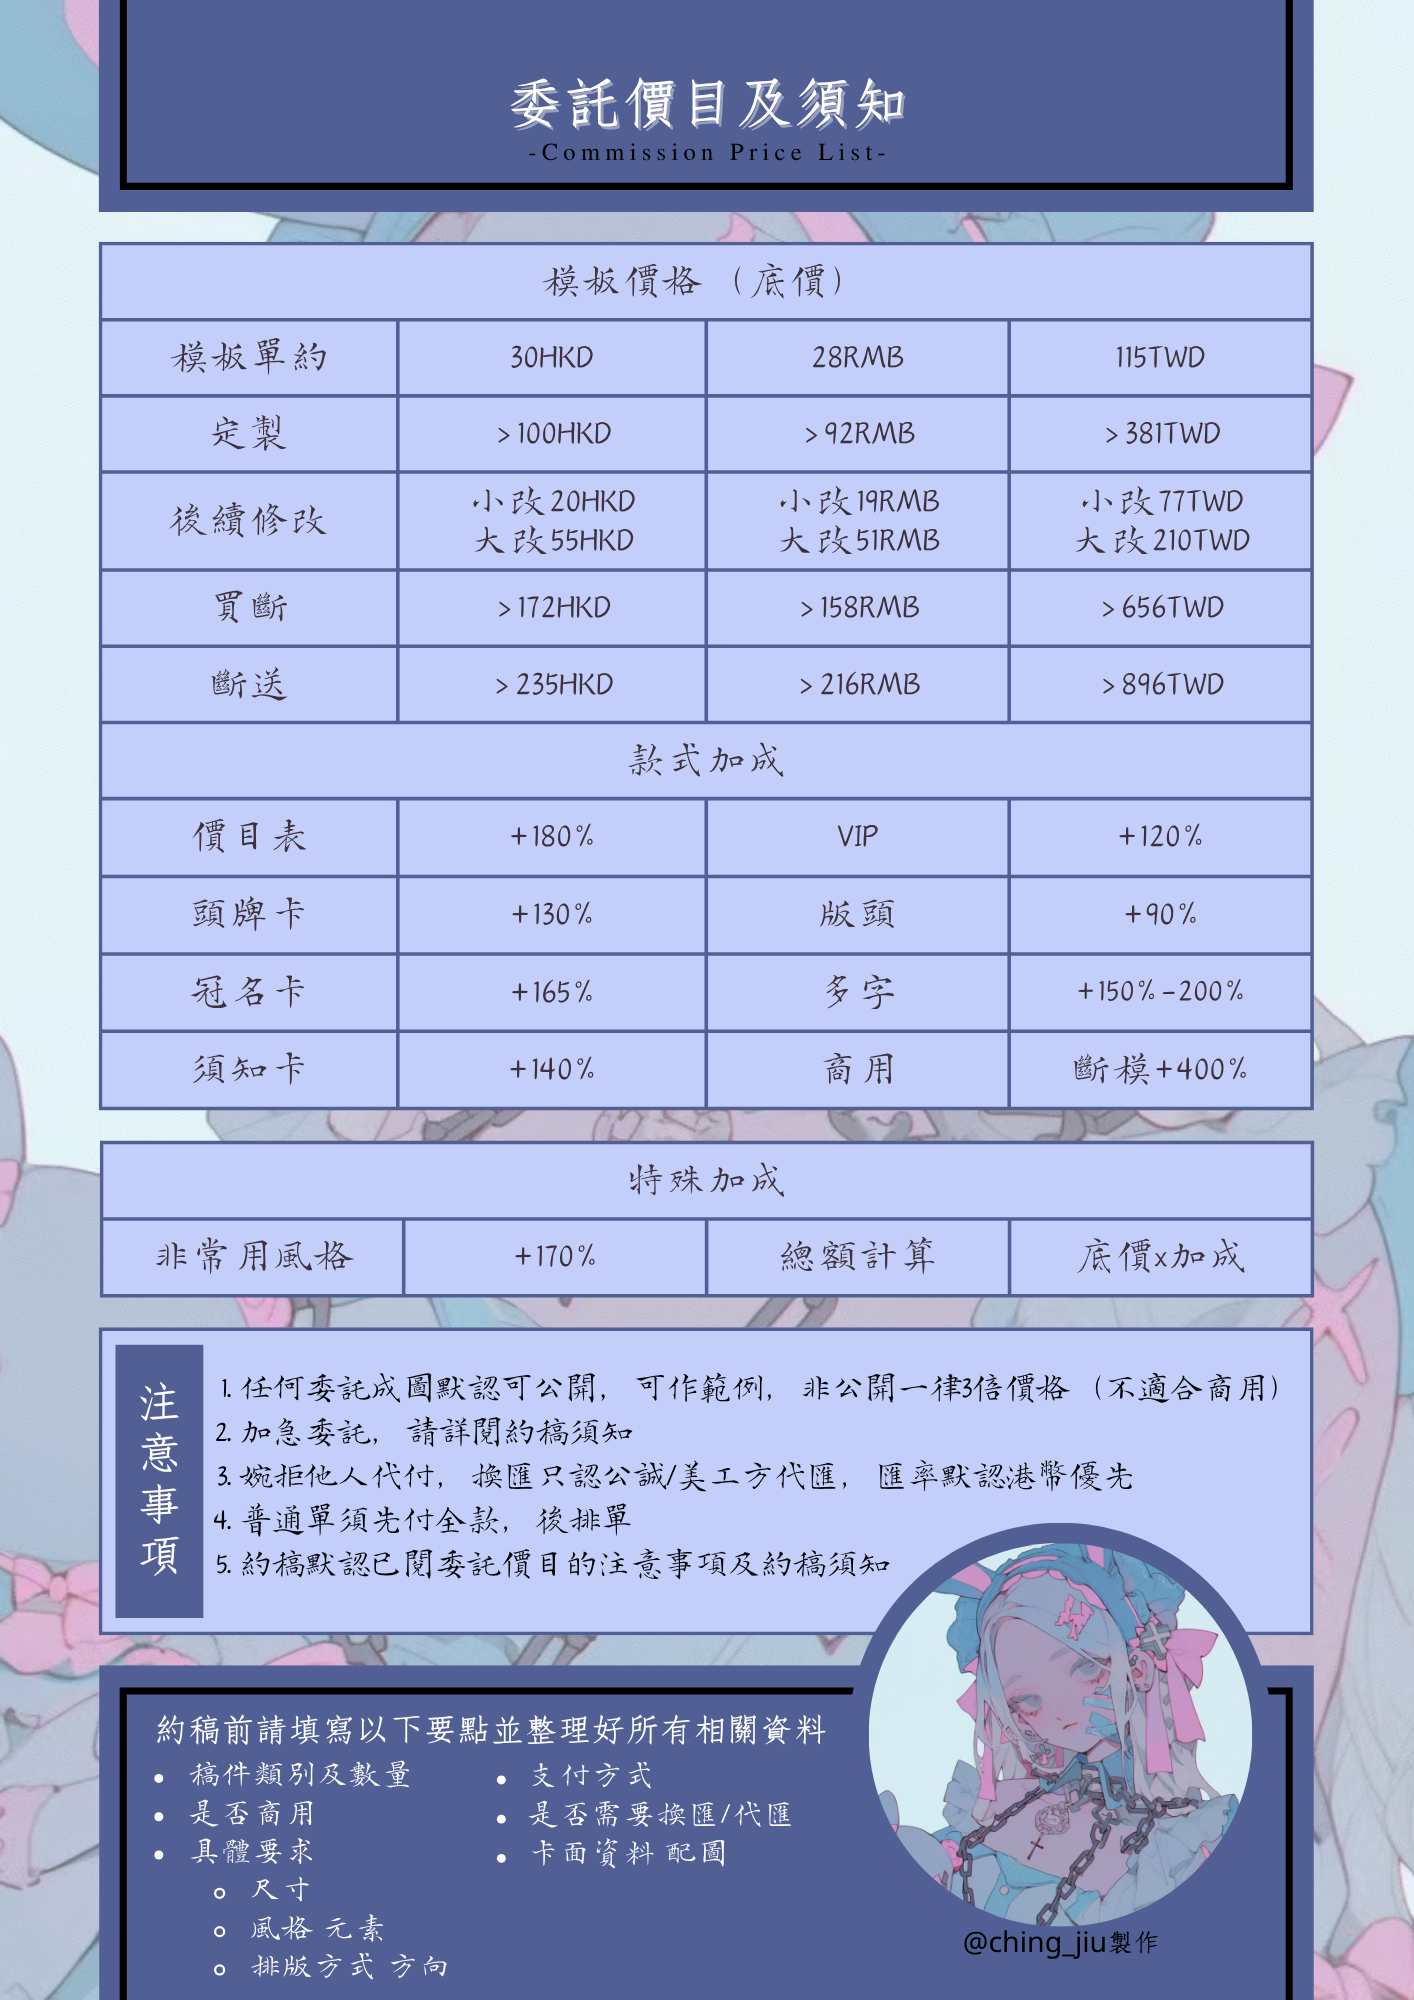 委託價目及須知
-Commission Price List-
模板價格（底價）
模板單約 30HKD 28RMB 115TWD
定製 >100HKD >92RMB >381TWD
後續修改 小改20HKD 小改19RMB 小改77TWD
大改55HKD 大改51RMB 大改210TWD
買斷 >172HKD >158RMB >656TWD
斷送 >235HKD >216RMB >896TWD
款式加成
價目表 +180% VIP +120%
頭牌卡 +130% 版頭 +90%
冠名卡 +165% 多字 +150%-200%
須知卡 +140% 商用 斷模+400%
特殊加成
非常用風格 +170% 總額計算 底價x加成
注意事項
1. 任何委託成圖默認可公開，可作範例，非公開一律3倍價格（不適合商用）
2. 加急委託，請詳閱約稿須知
3. 婉拒他人代付，換匯只認公誠/美工方代匯，匯率默認港幣優先
4. 普通單須先付全款，後排單
5. 約稿默認已閱委託價目的注意事項及約稿須知
約稿前請填寫以下要點並整理好所有相關資料
• 稿件類別及數量
• 是否商用
• 具體要求
◦ 尺寸
◦ 風格 元素
◦ 排版方式 方向
• 支付方式
• 是否需要換匯/代匯
• 卡面資料 配圖
@ching_jiu製作